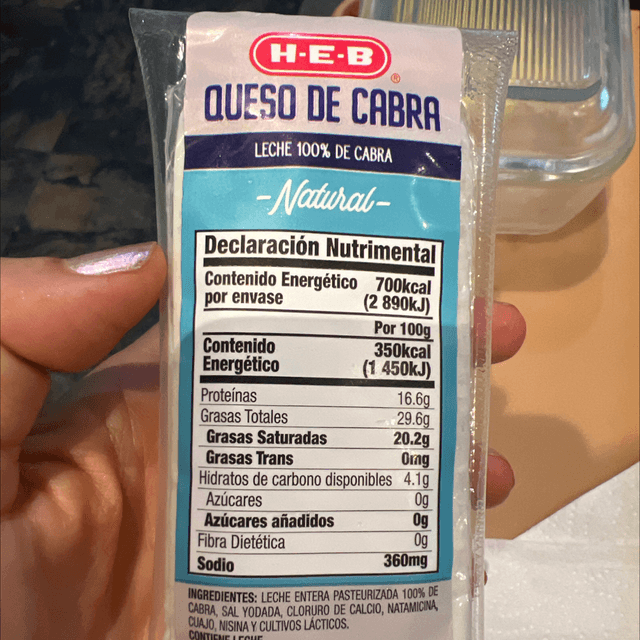 H-E-B
®
QUESO DE CABRA
LECHE 100% DE CABRA
-Natural-
Declaración Nutrimental
Contenido Energético 700kcal
por envase (2 890kJ)
Por 100g
Contenido 350kcal
Energético (1 450kJ)
Proteínas 16.6g
Grasas Totales 29.6g
Grasas Saturadas 20.2g
Grasas Trans 0mg
Hidratos de carbono disponibles 4.1g
Azúcares 0g
Azúcares añadidos 0g
Fibra Dietética 0g
Sodio 360mg
INGREDIENTES: LECHE ENTERA PASTEURIZADA 100% DE
CABRA, SAL YODADA, CLORURO DE CALCIO, NATAMICINA,
CUAJO, NISINA Y CULTIVOS LÁCTICOS.
CONTIENE LECHE